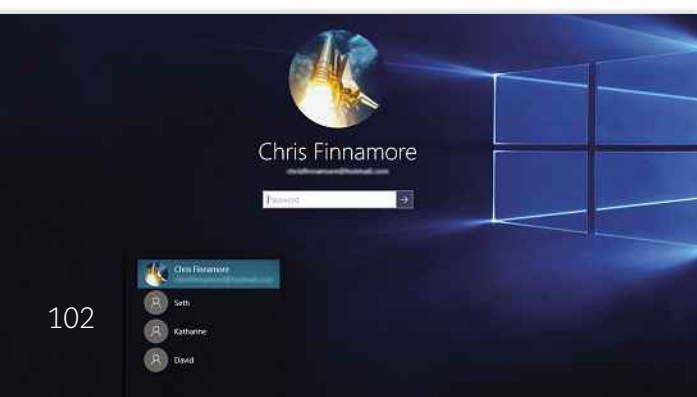 Chris Finnamore
Password
Chris Finnamore
Seth
Katharine
David
102